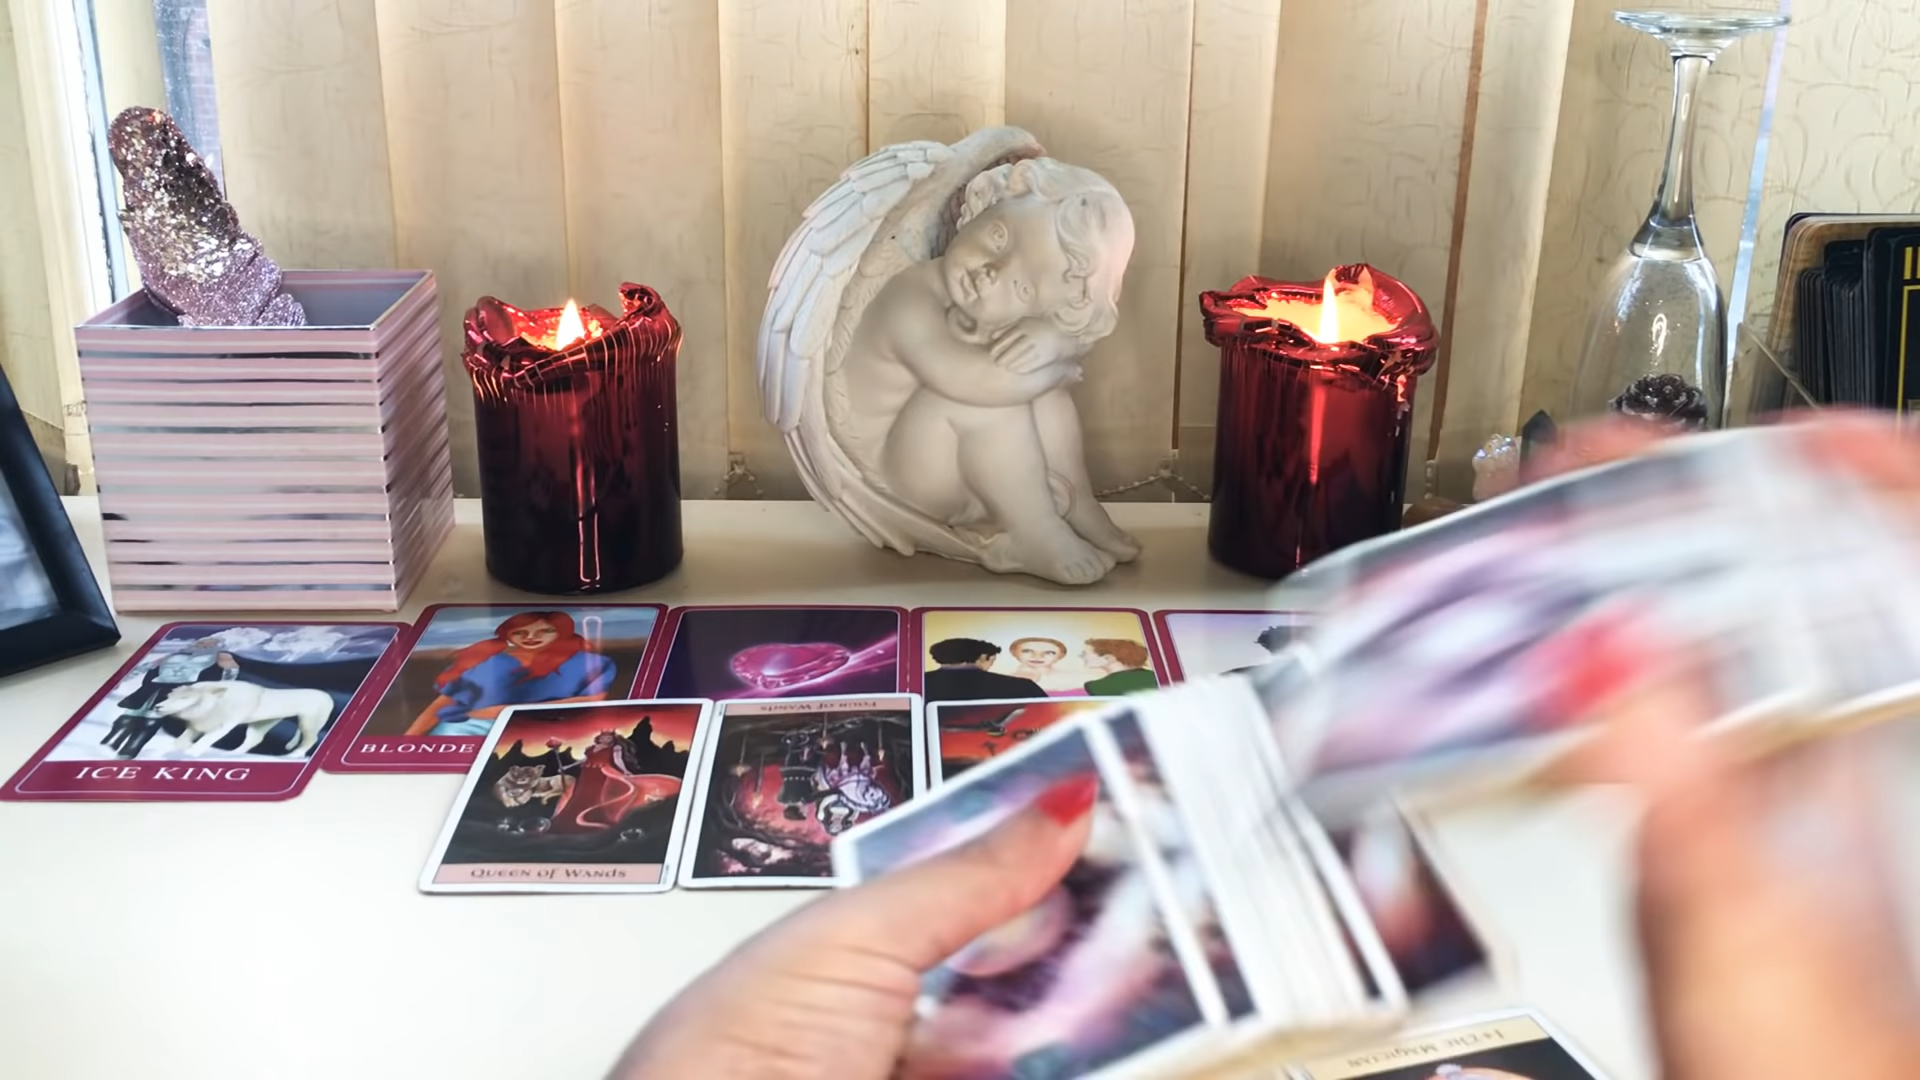 ICE KING
BLONDE
QUEEN OF WANDS
FOUR OF WANDS
I THE MAGICIAN